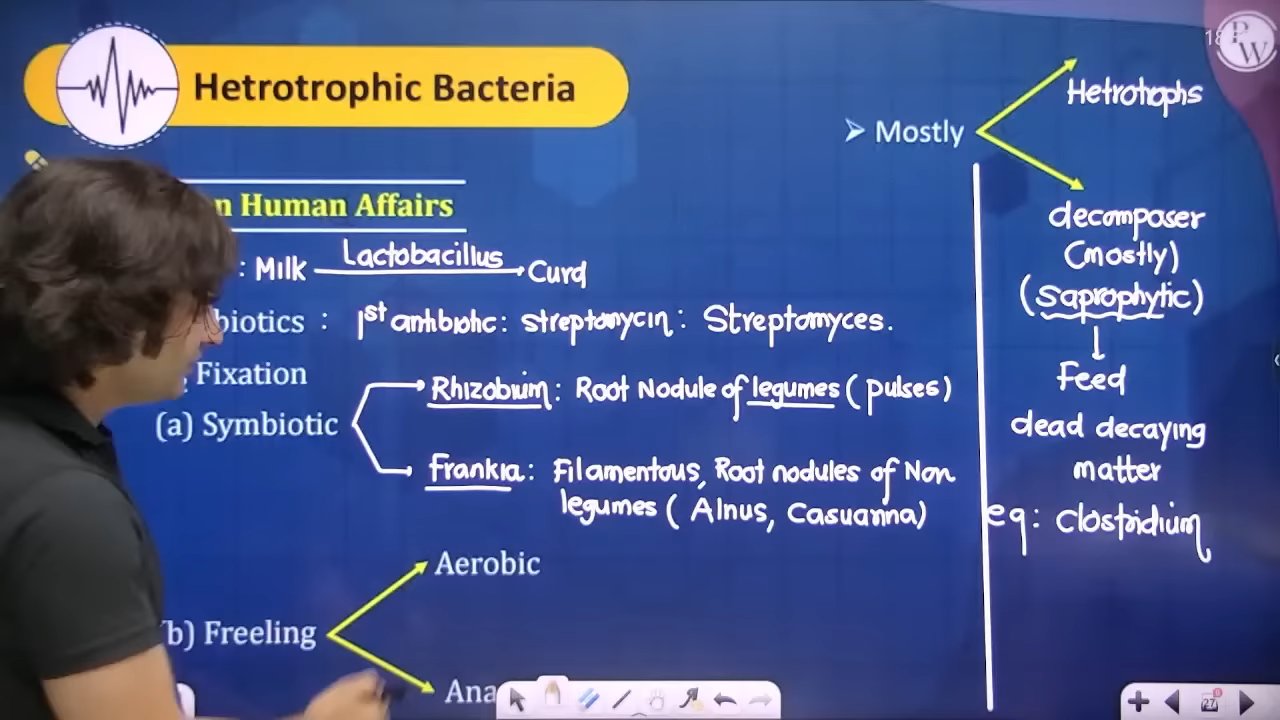 Hetrotrophic Bacteria
n Human Affairs
: Milk Lactobacillus Curd
biotics : 1st antibiotic: streptomycin: Streptomyces.
Fixation
(a) Symbiotic
Rhizobium: Root Nodule of legumes (pulses)
Frankia: Filamentous, Root nodules of Non
legumes (Alnus, Casuarina)
(b) Freeling
Aerobic
Ana
➢ Mostly
Hetrotrophs
decomposer
(mostly)
(saprophytic)
Feed
dead decaying
matter
eg: Clostridium
PW
27